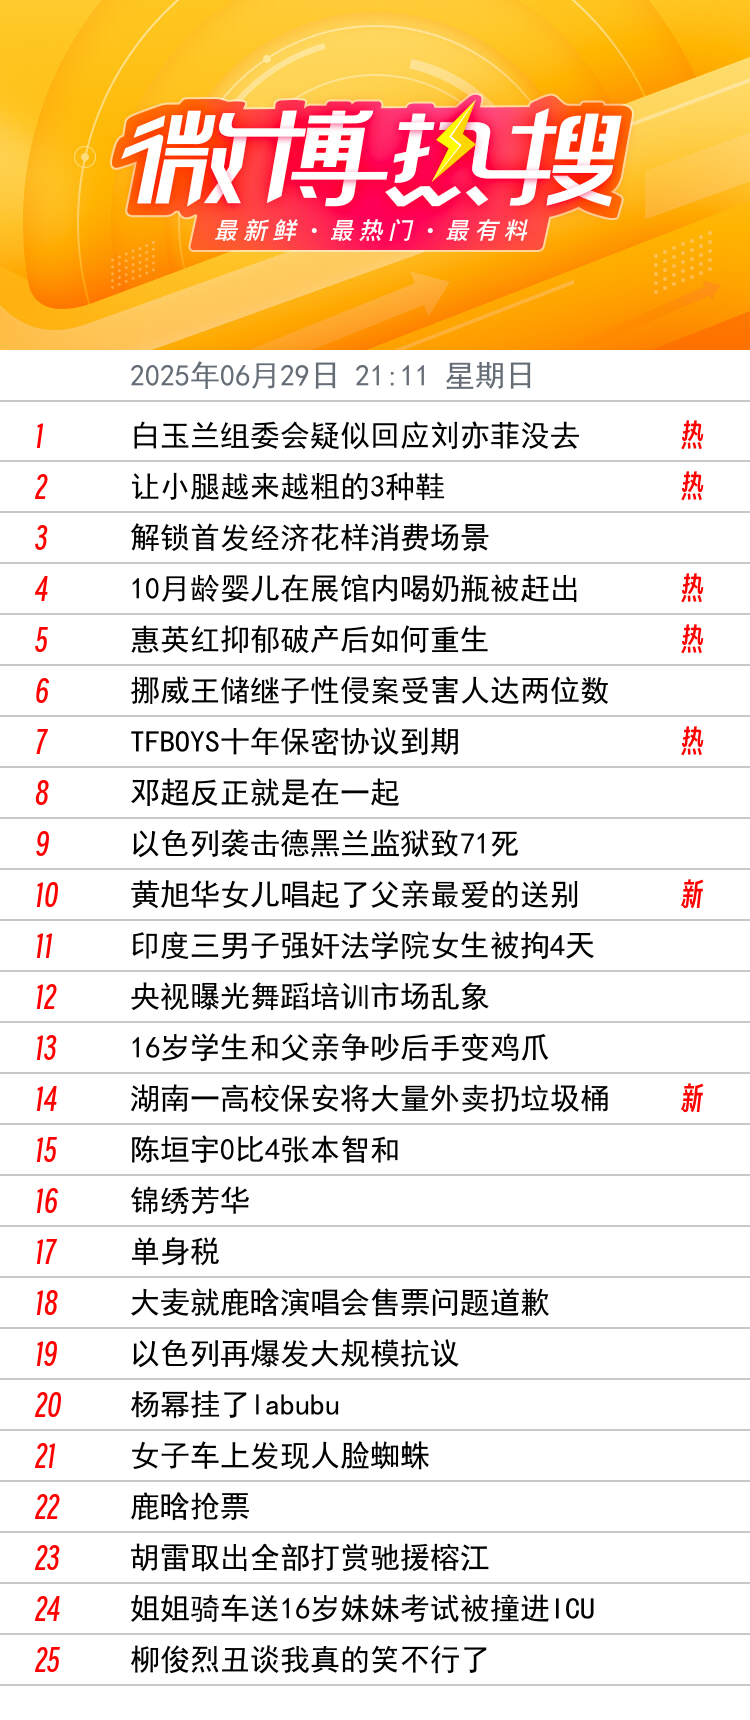 微博热搜
最新鲜·最热门·最有料
2025年06月29日 21:11 星期日
1 白玉兰组委会疑似回应刘亦菲没去 热
2 让小腿越来越粗的3种鞋 热
3 解锁首发经济花样消费场景
4 10月龄婴儿在展馆内喝奶瓶被赶出 热
5 惠英红抑郁破产后如何重生 热
6 挪威王储继子性侵案受害人达两位数
7 TFBOYS十年保密协议到期 热
8 邓超反正就是在一起
9 以色列袭击德黑兰监狱致71死
10 黄旭华女儿唱起了父亲最爱的送别 新
11 印度三男子强奸法学院女生被拘4天
12 央视曝光舞蹈培训市场乱象
13 16岁学生和父亲争吵后手变鸡爪
14 湖南一高校保安将大量外卖扔垃圾桶 新
15 陈垣宇0比4张本智和
16 锦绣芳华
17 单身税
18 大麦就鹿晗演唱会售票问题道歉
19 以色列再爆发大规模抗议
20 杨幂挂了labubu
21 女子车上发现人脸蜘蛛
22 鹿晗抢票
23 胡雷取出全部打赏驰援榕江
24 姐姐骑车送16岁妹妹考试被撞进ICU
25 柳俊烈丑谈我真的笑不行了